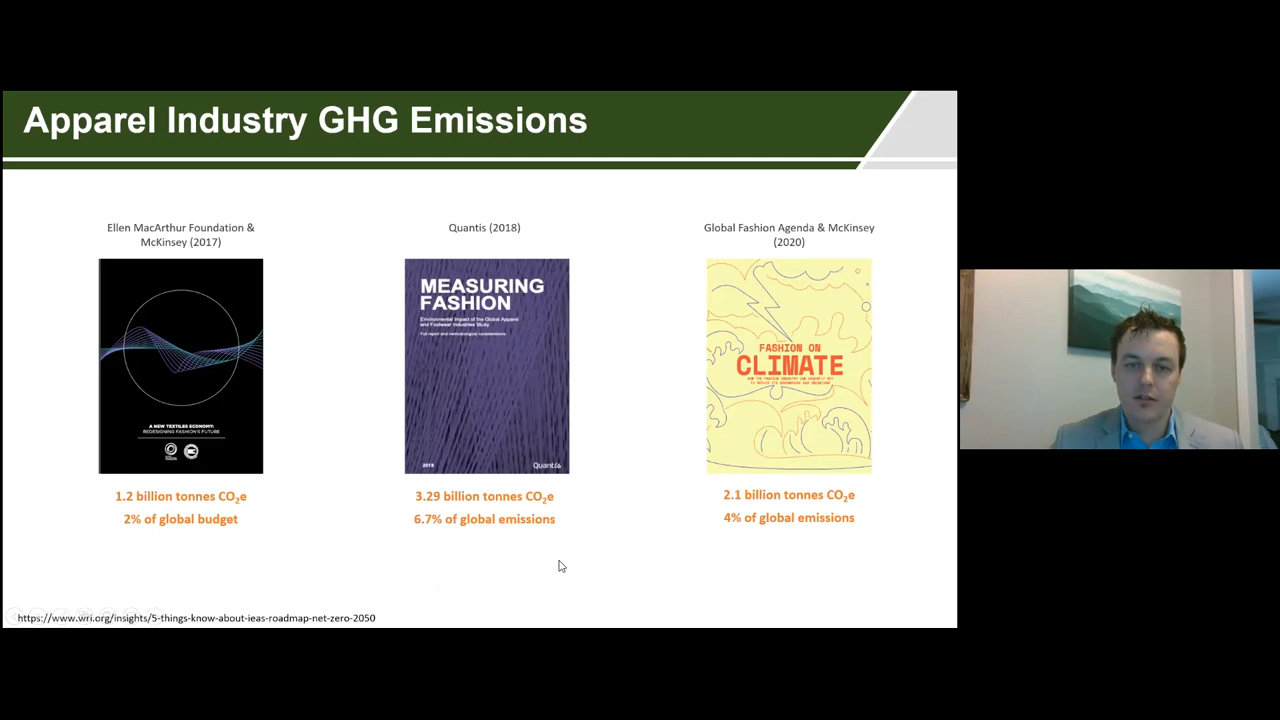 Apparel Industry GHG Emissions
Ellen MacArthur Foundation &
McKinsey (2017)
A NEW TEXTILES ECONOMY:
REDESIGNING FASHION'S FUTURE
1.2 billion tonnes CO₂e
2% of global budget
Quantis (2018)
MEASURING
FASHION
Environmental Impact of the Global Apparel
and Footwear Industries Study
Full report and methodological considerations
2018
Quantis
3.29 billion tonnes CO₂e
6.7% of global emissions
Global Fashion Agenda & McKinsey
(2020)
FASHION ON
CLIMATE
HOW THE FASHION INDUSTRY CAN URGENTLY ACT
TO REDUCE ITS GREENHOUSE GAS EMISSIONS
2.1 billion tonnes CO₂e
4% of global emissions
https://www.wri.org/insights/5-things-know-about-ieas-roadmap-net-zero-2050